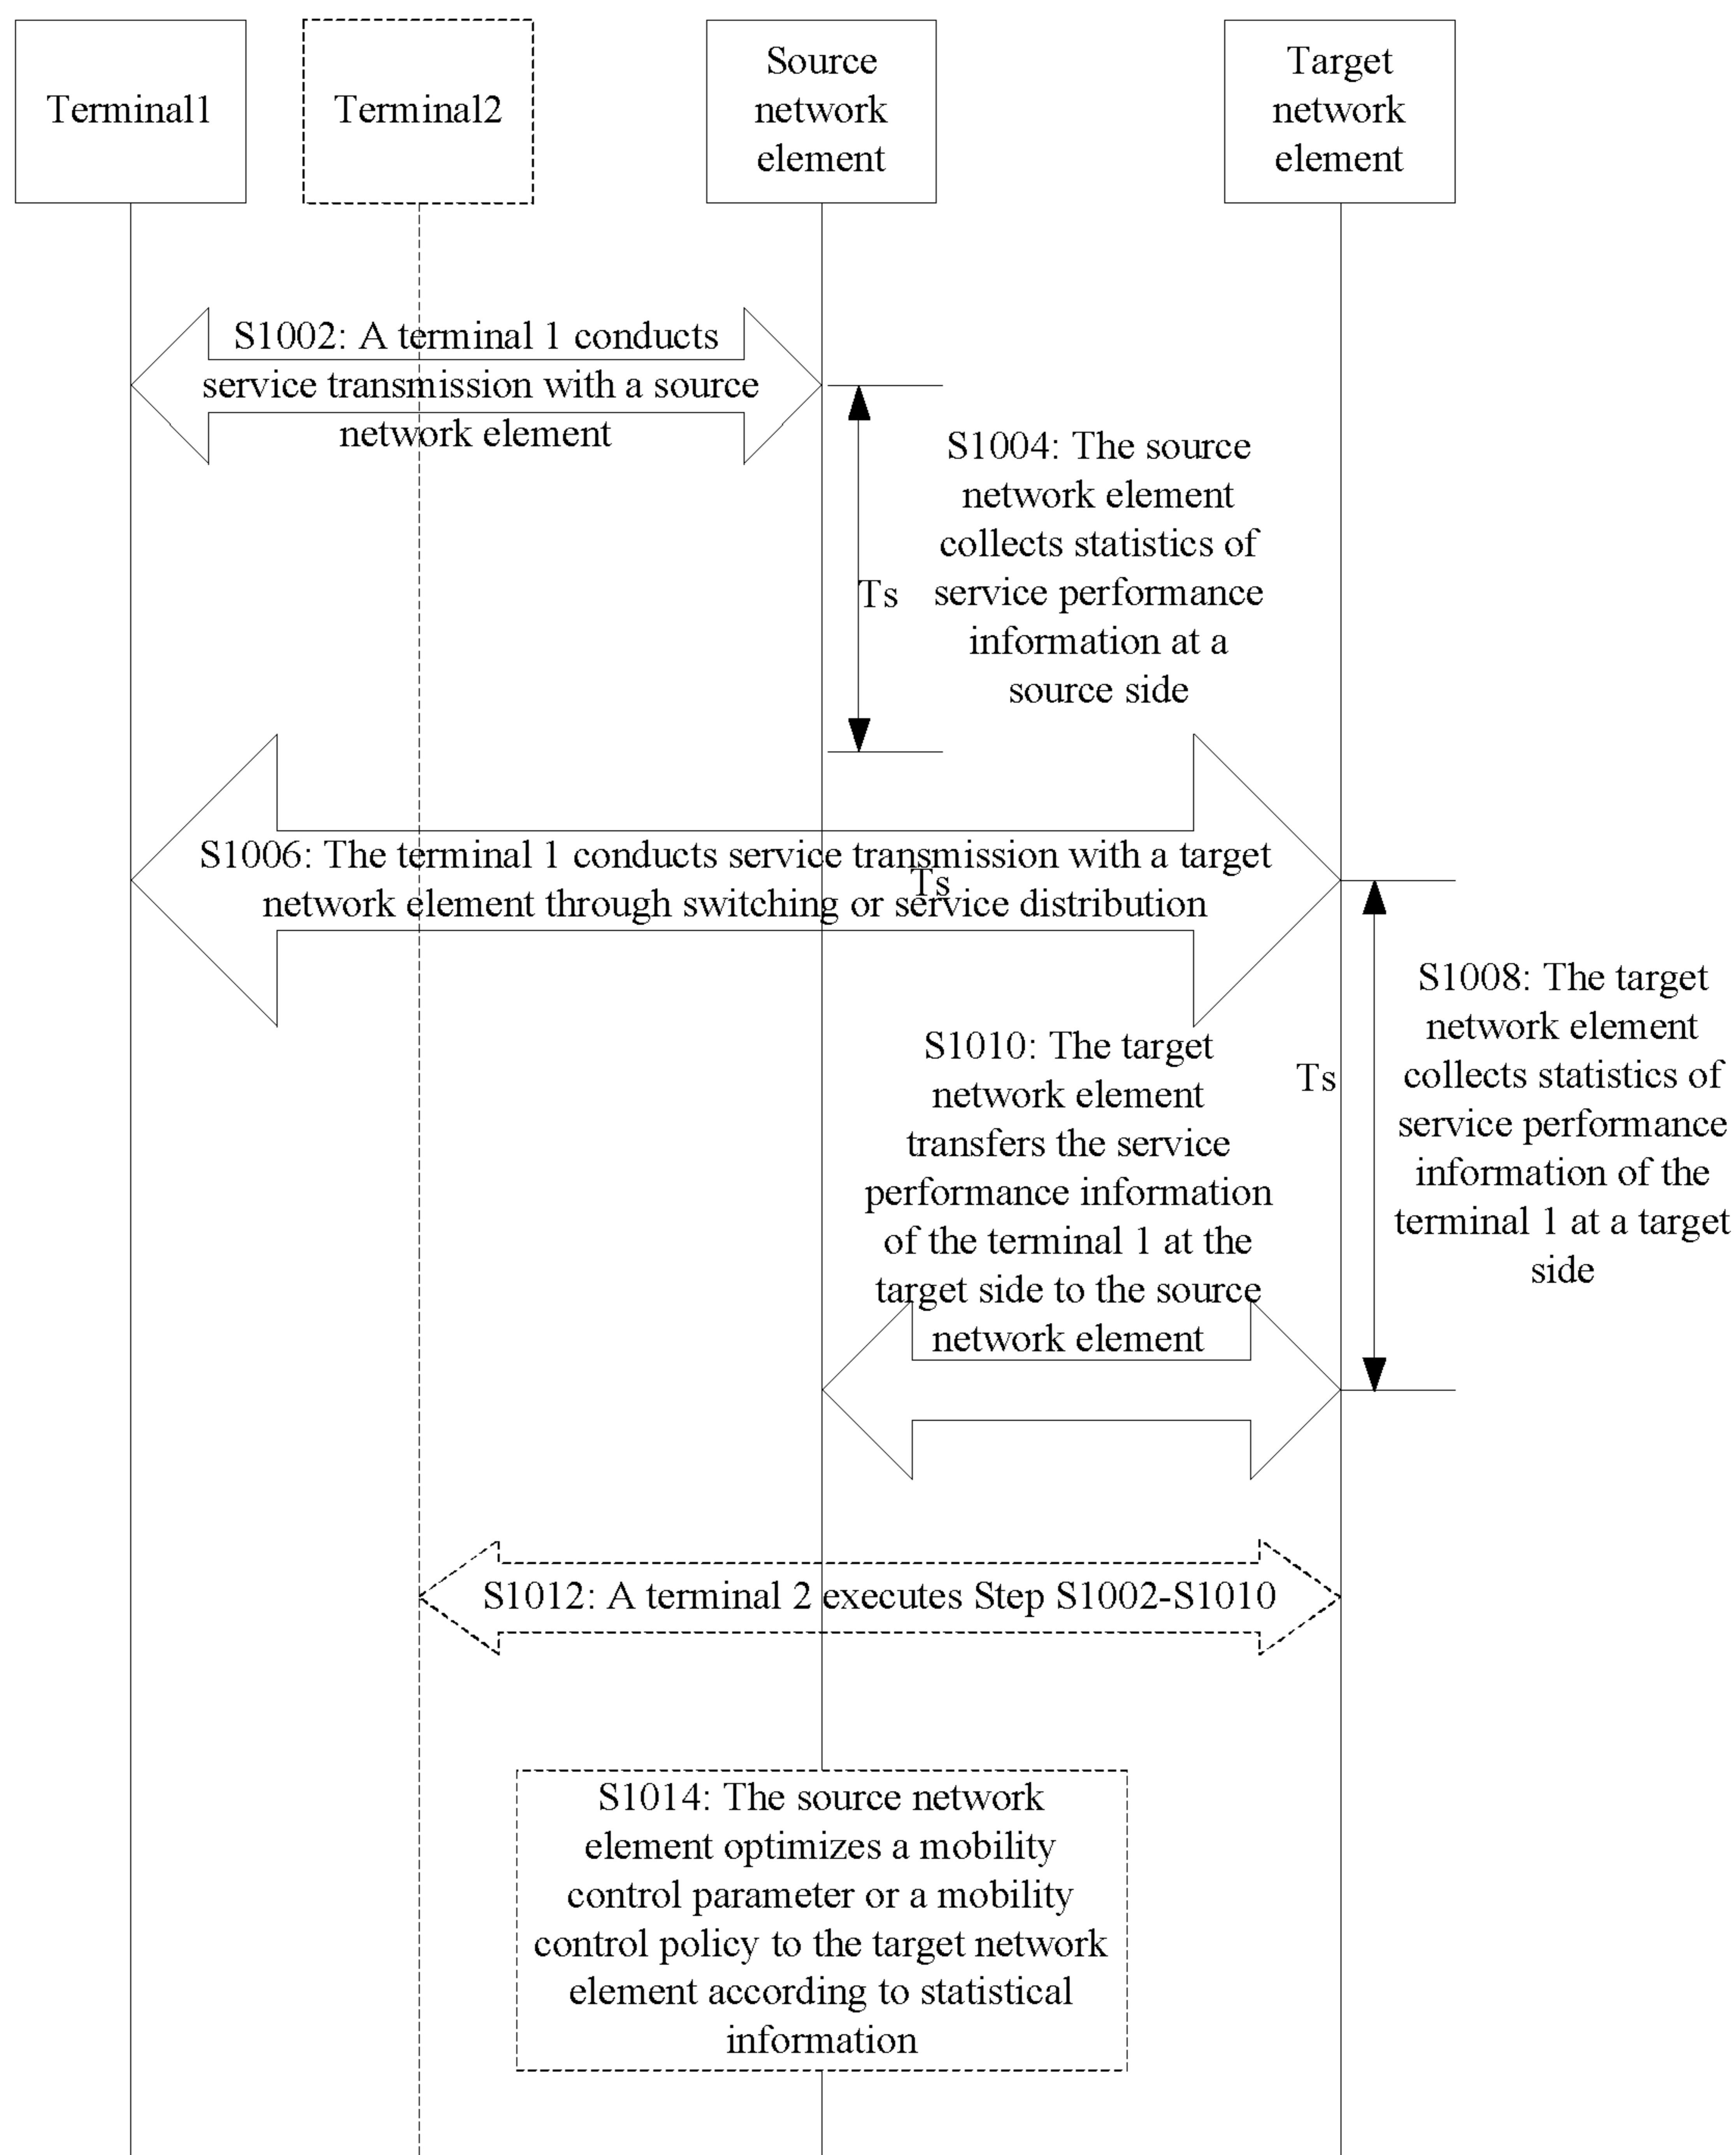 Terminal1
Terminal2
Source
network
element
Target
network
element
S1002: A terminal 1 conducts
service transmission with a source
network element
S1004: The source
network element
collects statistics of
service performance
information at a
source side
Ts
S1006: The terminal 1 conducts service transmission with a target
network element through switching or service distribution
Ts
S1008: The target
network element
collects statistics of
service performance
information of the
terminal 1 at a target
side
Ts
S1010: The target
network element
transfers the service
performance information
of the terminal 1 at the
target side to the source
network element
S1012: A terminal 2 executes Step S1002-S1010
S1014: The source network
element optimizes a mobility
control parameter or a mobility
control policy to the target network
element according to statistical
information